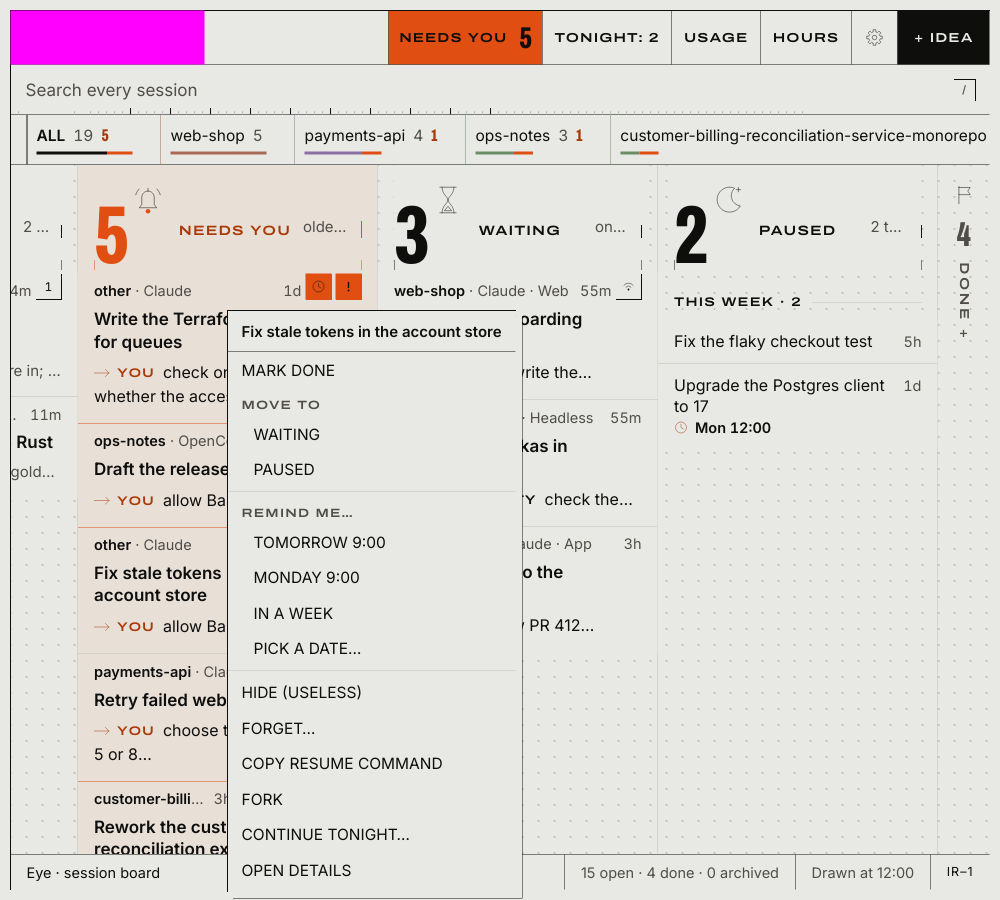 NEEDS YOU 5
TONIGHT: 2
USAGE
HOURS
+ IDEA
Search every session
/
ALL 19 5
web-shop 5
payments-api 4 1
ops-notes 3 1
customer-billing-reconciliation-service-monorepo
2 ...
4m 1
re in; ...
. 11m
Rust
gold...
5 NEEDS YOU olde...
other · Claude 1d !
Write the Terrafo
for queues
→ YOU check or
whether the acce
ops-notes · OpenC
Draft the release
→ YOU allow Ba
other · Claude
Fix stale tokens
account store
→ YOU allow Ba
payments-api · Cla
Retry failed web
→ YOU choose t
5 or 8...
customer-billi... 3h
Rework the cust
reconciliation ex
Fix stale tokens in the account store
MARK DONE
MOVE TO
WAITING
PAUSED
REMIND ME...
TOMORROW 9:00
MONDAY 9:00
IN A WEEK
PICK A DATE...
HIDE (USELESS)
FORGET...
COPY RESUME COMMAND
FORK
CONTINUE TONIGHT...
OPEN DETAILS
3 WAITING on...
web-shop · Claude · Web 55m
oarding
write the...
· Headless 55m
kas in
Y check the...
aude · App 3h
o the
PR 412...
2 PAUSED 2 t...
THIS WEEK · 2
Fix the flaky checkout test 5h
Upgrade the Postgres client 1d
to 17
Mon 12:00
4 DONE +
Eye · session board
15 open · 4 done · 0 archived
Drawn at 12:00
IR–1